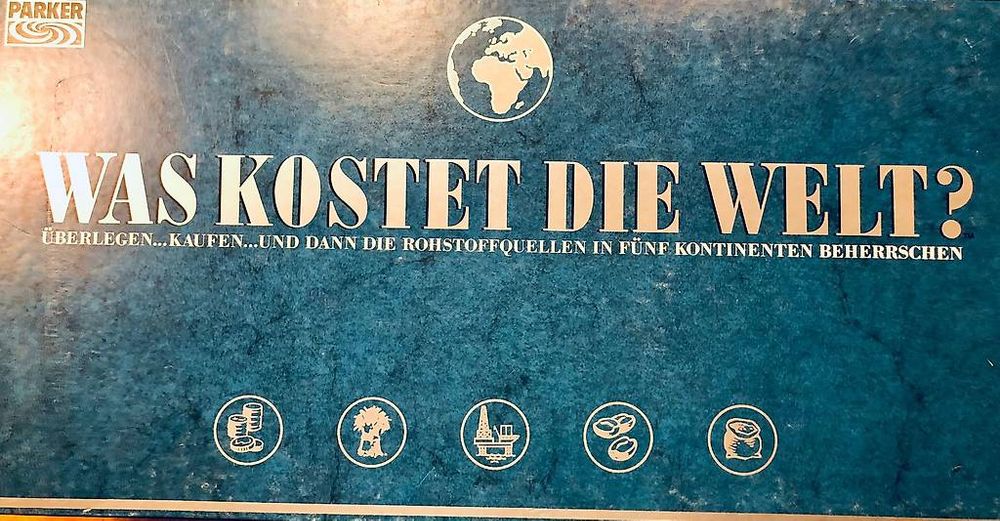 PARKER
WAS KOSTET DIE WELT?
ÜBERLEGEN...KAUFEN...UND DANN DIE ROHSTOFFQUELLEN IN FÜNF KONTINENTEN BEHERRSCHEN